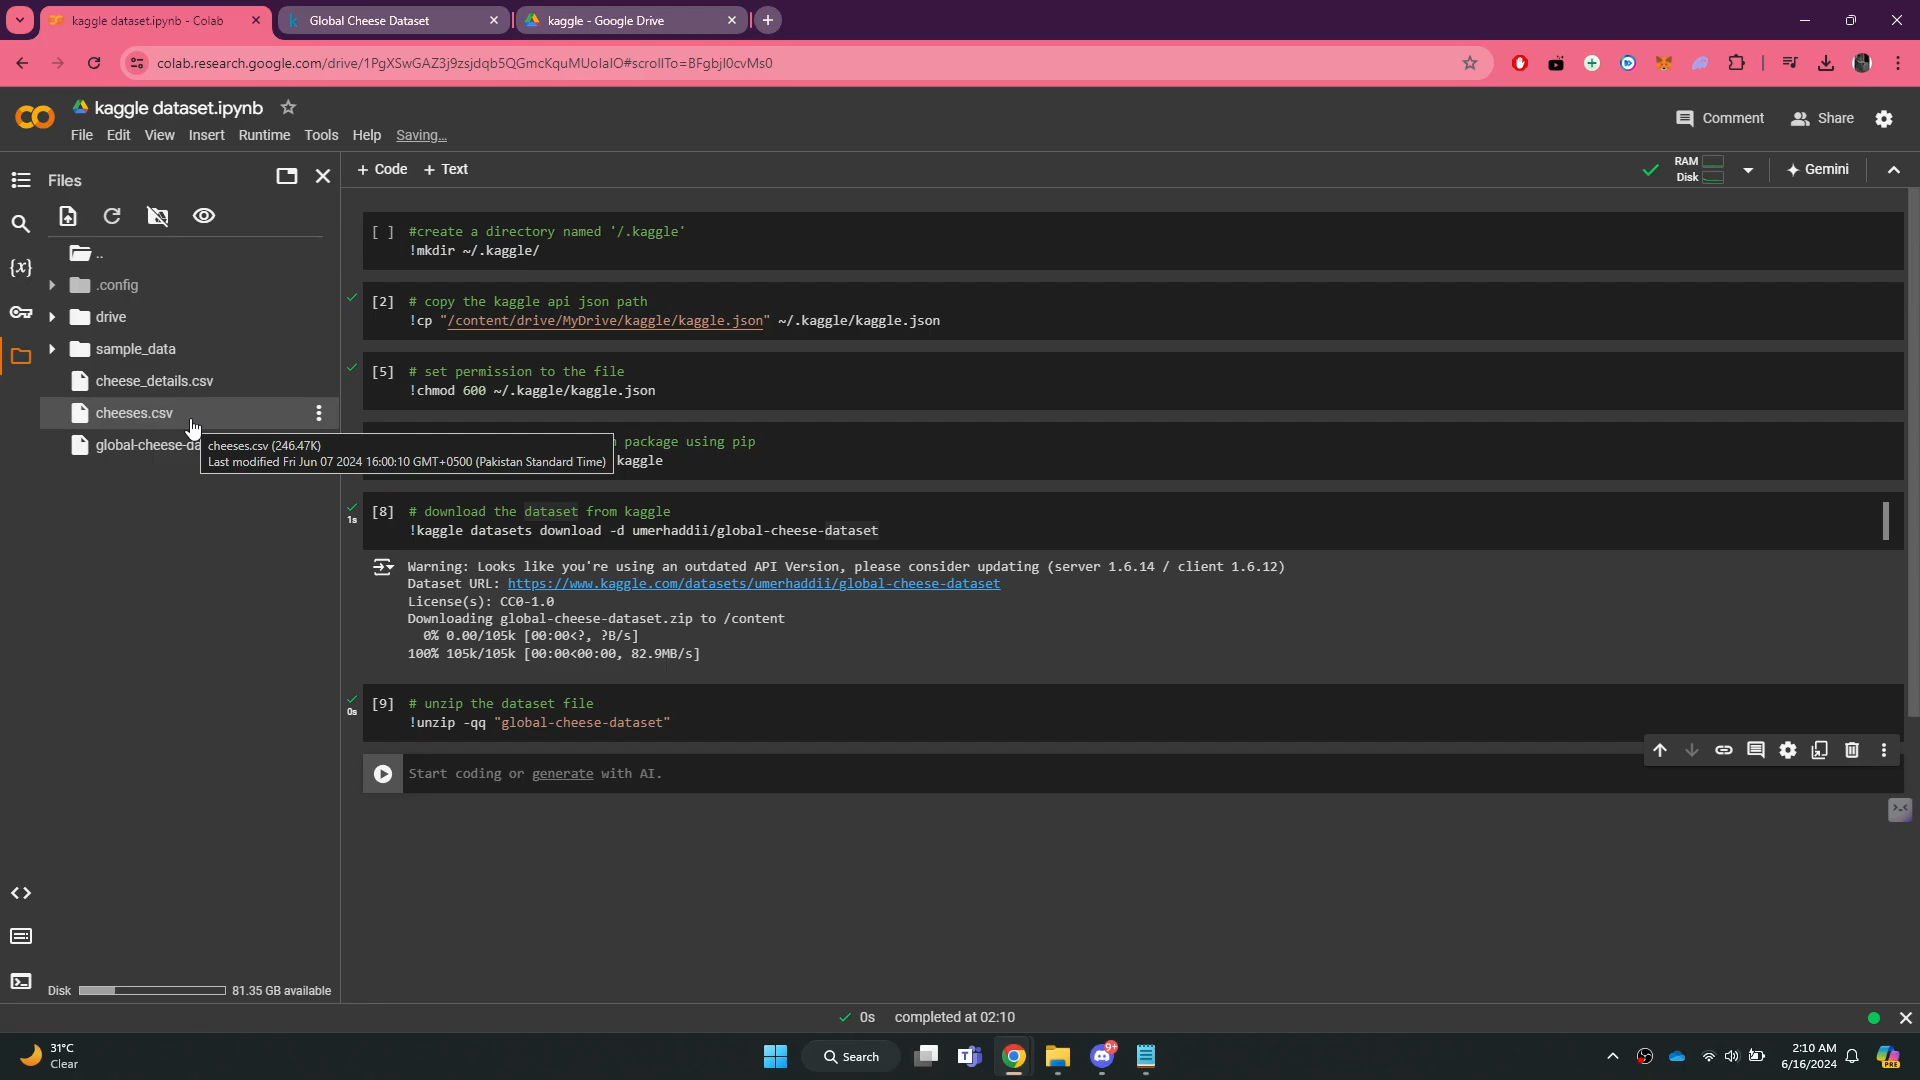 kaggle dataset.ipynb - Colab
Global Cheese Dataset
kaggle - Google Drive
colab.research.google.com/drive/1PgXSwGAZ3j9zsjdqb5QGmcKquMUoIaIO#scrollTo=BFgbjI0cvMs0
kaggle dataset.ipynb
File Edit View Insert Runtime Tools Help Saving...
Comment
Share
Files
+ Code + Text
RAM
Disk
Gemini
..
.config
drive
sample_data
cheese_details.csv
cheeses.csv
global-cheese-da
cheeses.csv (246.47K)
Last modified Fri Jun 07 2024 16:00:10 GMT+0500 (Pakistan Standard Time)
[ ] #create a directory named '/.kaggle'
!mkdir ~/.kaggle/
[2] # copy the kaggle api json path
!cp "/content/drive/MyDrive/kaggle/kaggle.json" ~/.kaggle/kaggle.json
[5] # set permission to the file
!chmod 600 ~/.kaggle/kaggle.json
package using pip
kaggle
1s
[8] # download the dataset from kaggle
!kaggle datasets download -d umerhaddii/global-cheese-dataset
Warning: Looks like you're using an outdated API Version, please consider updating (server 1.6.14 / client 1.6.12)
Dataset URL: https://www.kaggle.com/datasets/umerhaddii/global-cheese-dataset
License(s): CC0-1.0
Downloading global-cheese-dataset.zip to /content
0% 0.00/105k [00:00<?, ?B/s]
100% 105k/105k [00:00<00:00, 82.9MB/s]
0s
[9] # unzip the dataset file
!unzip -qq "global-cheese-dataset"
Start coding or generate with AI.
Disk 81.35 GB available
0s completed at 02:10
31°C
Clear
Search
9+
2:10 AM
6/16/2024
PRE